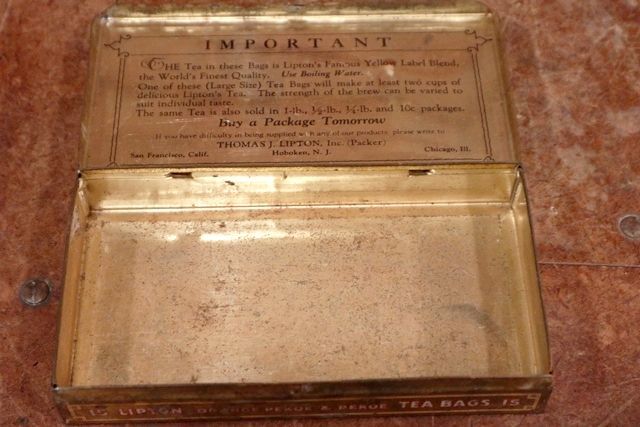 IMPORTANT
THE Tea in these Bags is Lipton's Famous Yellow Label Blend,
the World's Finest Quality. Use Boiling Water.
One of these (Large Size) Tea Bags will make at least two cups of
delicious Lipton's Tea. The strength of the brew can be varied to
suit individual taste.
The same Tea is also sold in 1-lb., ½-lb., ¼-lb. and 10c packages.
Buy a Package Tomorrow
If you have difficulty in being supplied with any of our products please write to
THOMAS J. LIPTON, Inc. (Packer)
San Francisco, Calif. Hoboken, N. J. Chicago, Ill.
15 LIPTON ORANGE PEKOE & PEKOE TEA BAGS 15